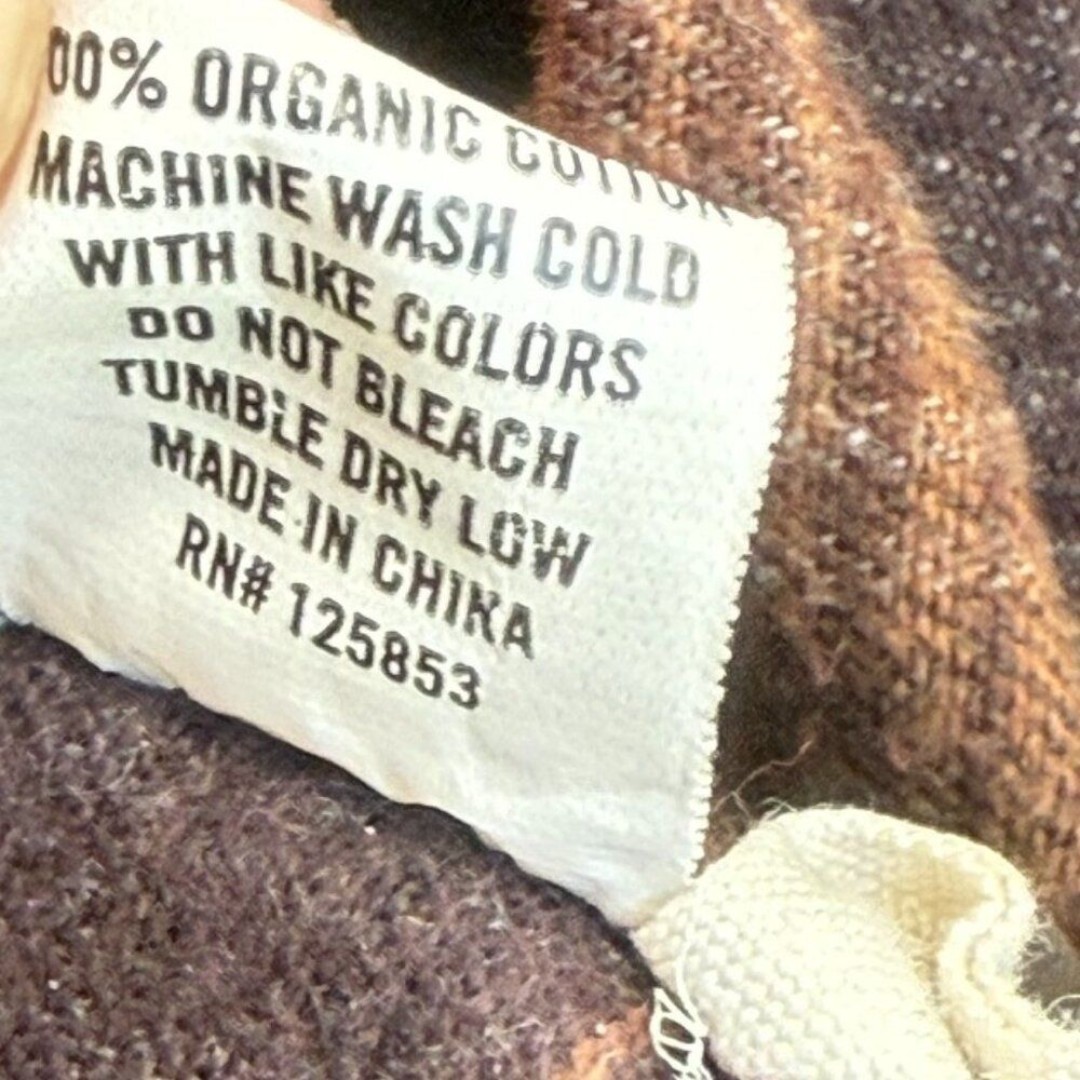 00% ORGANIC COTTON
MACHINE WASH COLD
WITH LIKE COLORS
DO NOT BLEACH
TUMBLE DRY LOW
MADE IN CHINA
RN# 125853